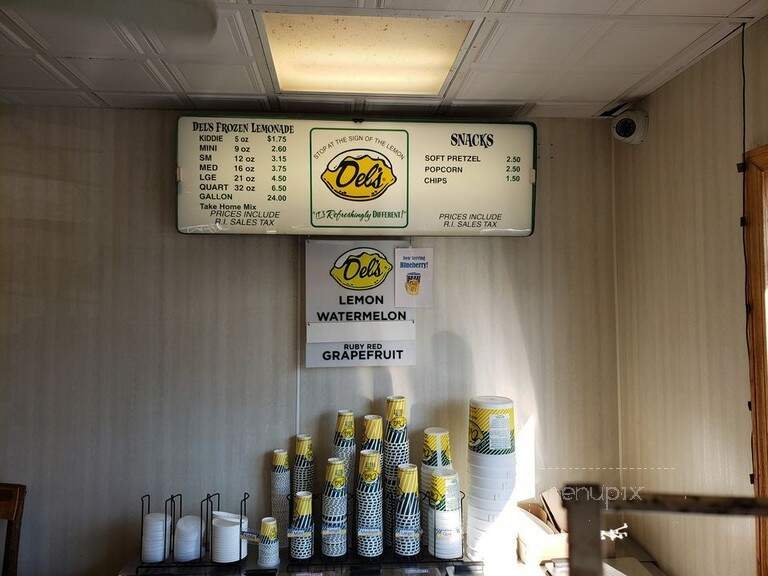 DEL'S FROZEN LEMONADE
KIDDIE 5 oz $1.75
MINI 9 oz 2.60
SM 12 oz 3.15
MED 16 oz 3.75
LGE 21 oz 4.50
QUART 32 oz 6.50
GALLON 24.00
Take Home Mix
PRICES INCLUDE
R.I. SALES TAX
STOP AT THE SIGN OF THE LEMON
Del's
"IT'S Refreshingly DIFFERENT!"
SNACKS
SOFT PRETZEL 2.50
POPCORN 2.50
CHIPS 1.50
PRICES INCLUDE
R.I. SALES TAX
Del's
LEMON
WATERMELON
RUBY RED
GRAPEFRUIT
Now Serving
Blueberry!
menupix